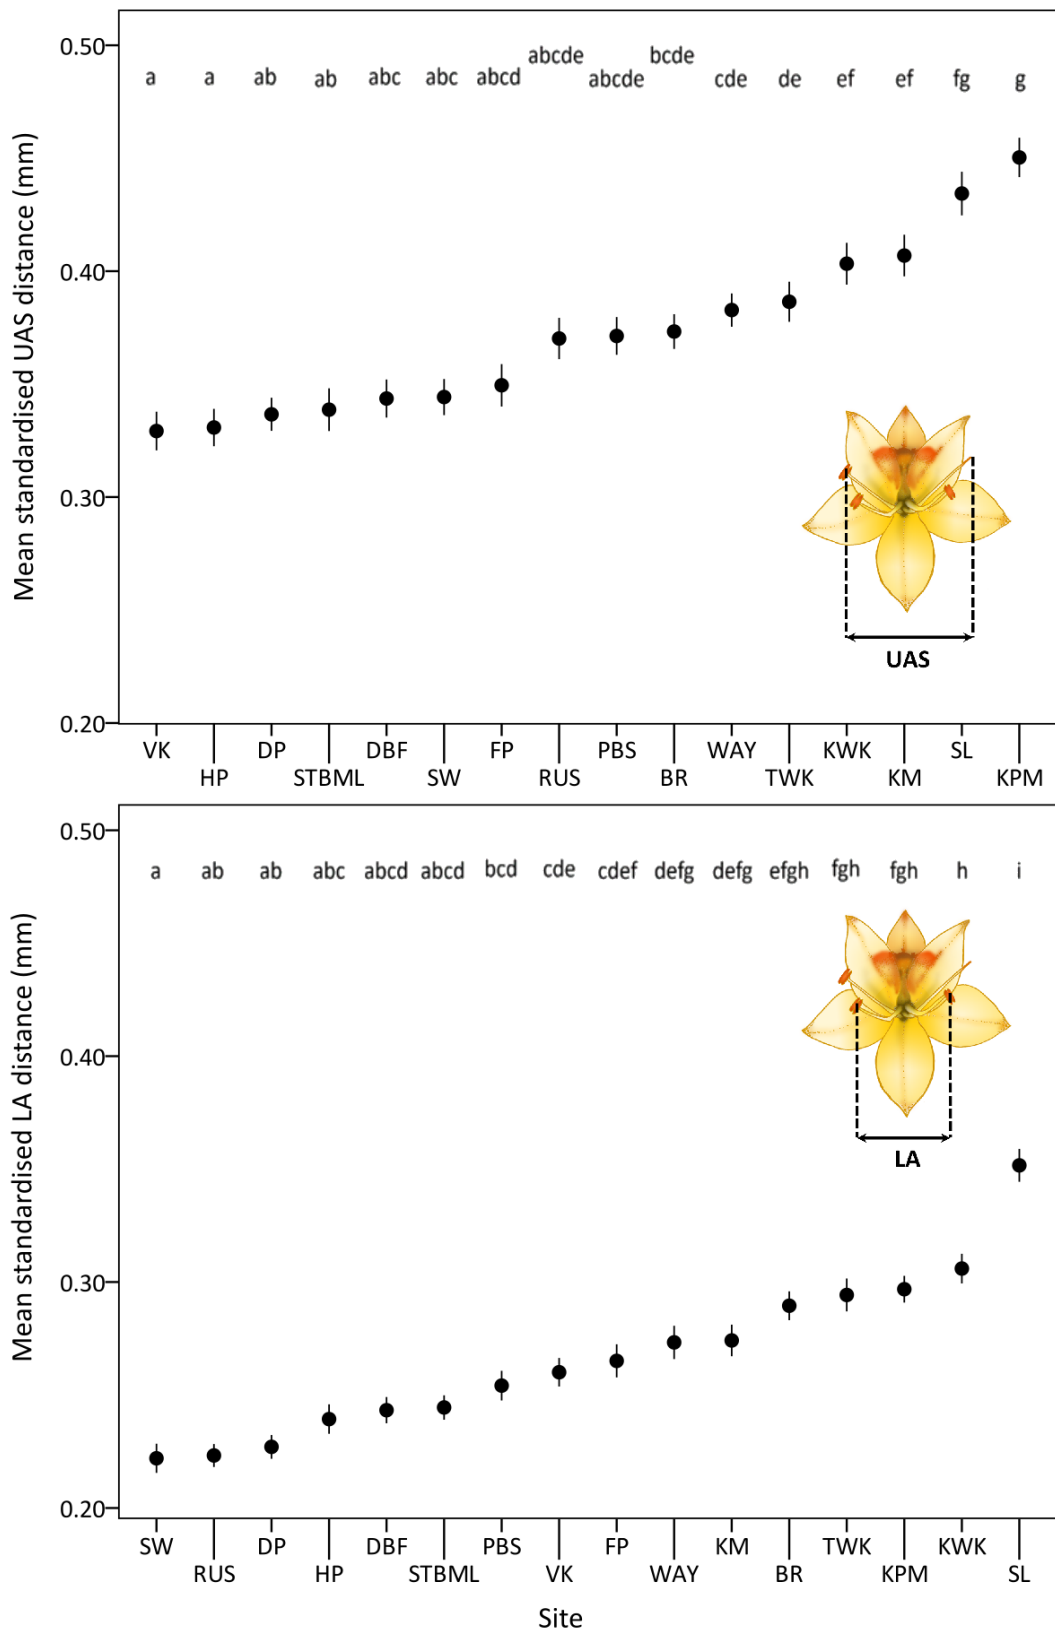 Mean standardised UAS distance (mm)
0.50
0.40
0.30
0.20
a a ab ab abc abc abcd abcde abcde bcde cde de ef ef fg g
UAS
VK HP DP STBML DBF SW FP RUS PBS BR WAY TWK KWK KM SL KPM
Mean standardised LA distance (mm)
0.50
0.40
0.30
0.20
a ab ab abc abcd abcd bcd cde cdef defg defg efgh fgh fgh h i
LA
SW RUS DP HP DBF STBML PBS VK FP WAY KM BR TWK KPM KWK SL
Site